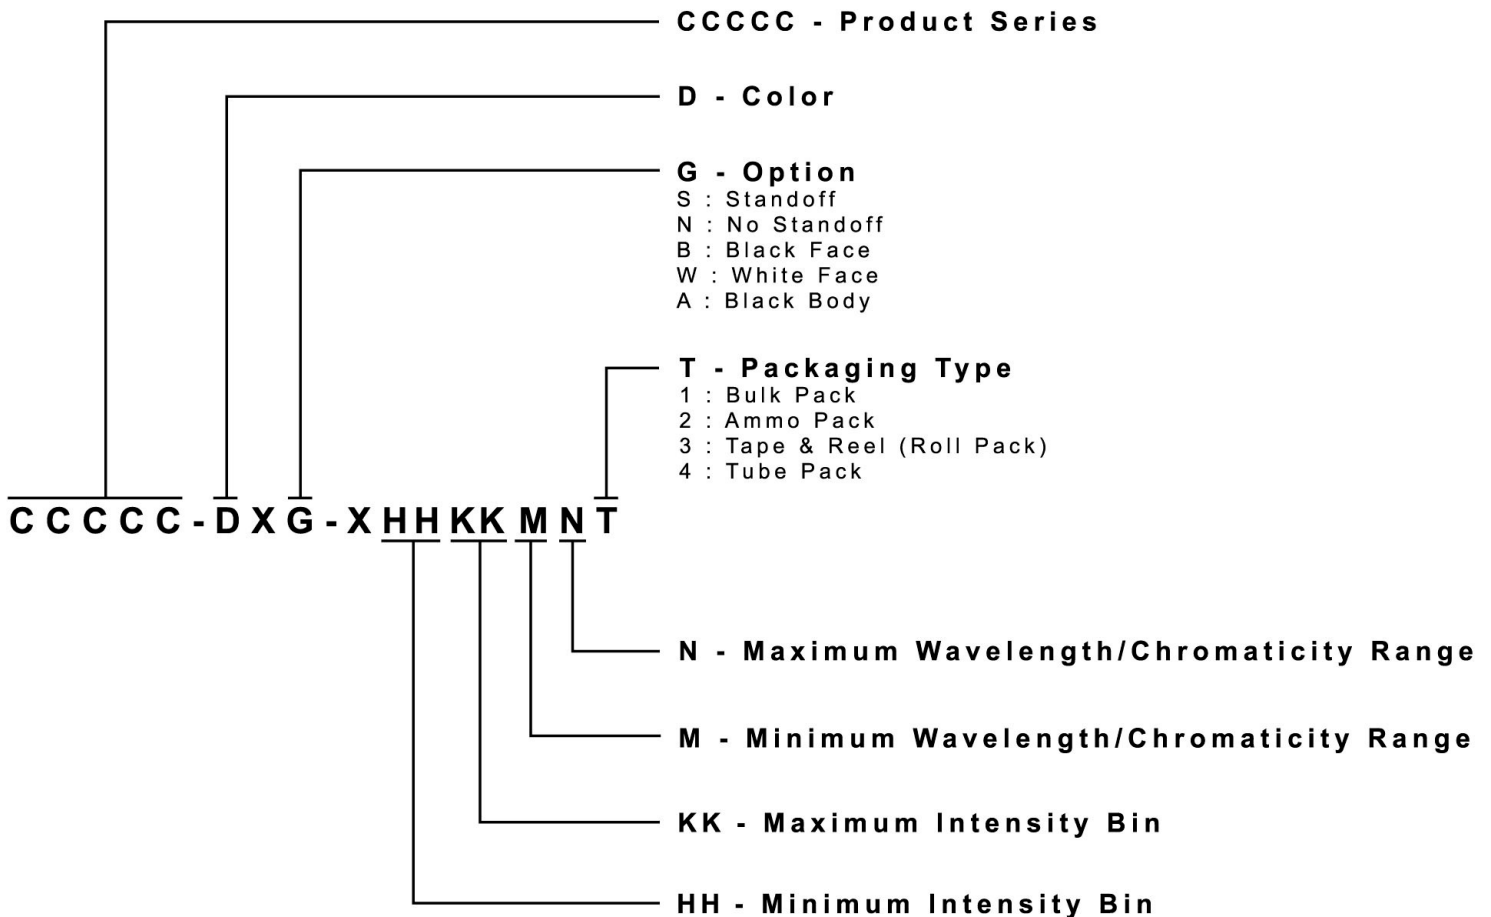 CCCCC - Product Series
D - Color
G - Option
S : Standoff
N : No Standoff
B : Black Face
W : White Face
A : Black Body
T - Packaging Type
1 : Bulk Pack
2 : Ammo Pack
3 : Tape & Reel (Roll Pack)
4 : Tube Pack
CCCCC-DXG-XHHKKMNT
N - Maximum Wavelength/Chromaticity Range
M - Minimum Wavelength/Chromaticity Range
KK - Maximum Intensity Bin
HH - Minimum Intensity Bin